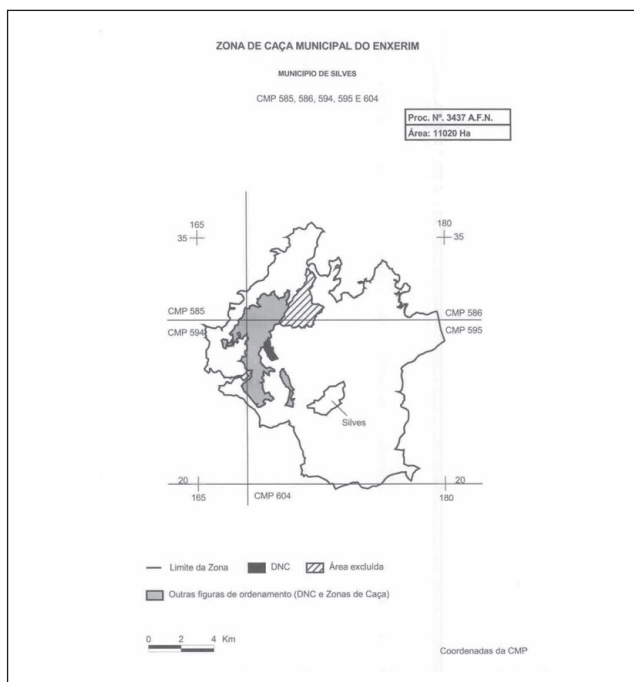 ZONA DE CAÇA MUNICIPAL DO ENXERIM
MUNICIPIO DE SILVES
CMP 585, 586, 594, 595 E 604
Proc. Nº. 3437 A.F.N.
Área: 11020 Ha
165
35
180
35
CMP 585
CMP 586
CMP 594
CMP 595
Silves
20
165
CMP 604
20
180
Limite da Zona
DNC
Área excluída
Outras figuras de ordenamento (DNC e Zonas de Caça)
0 2 4 Km
Coordenadas da CMP